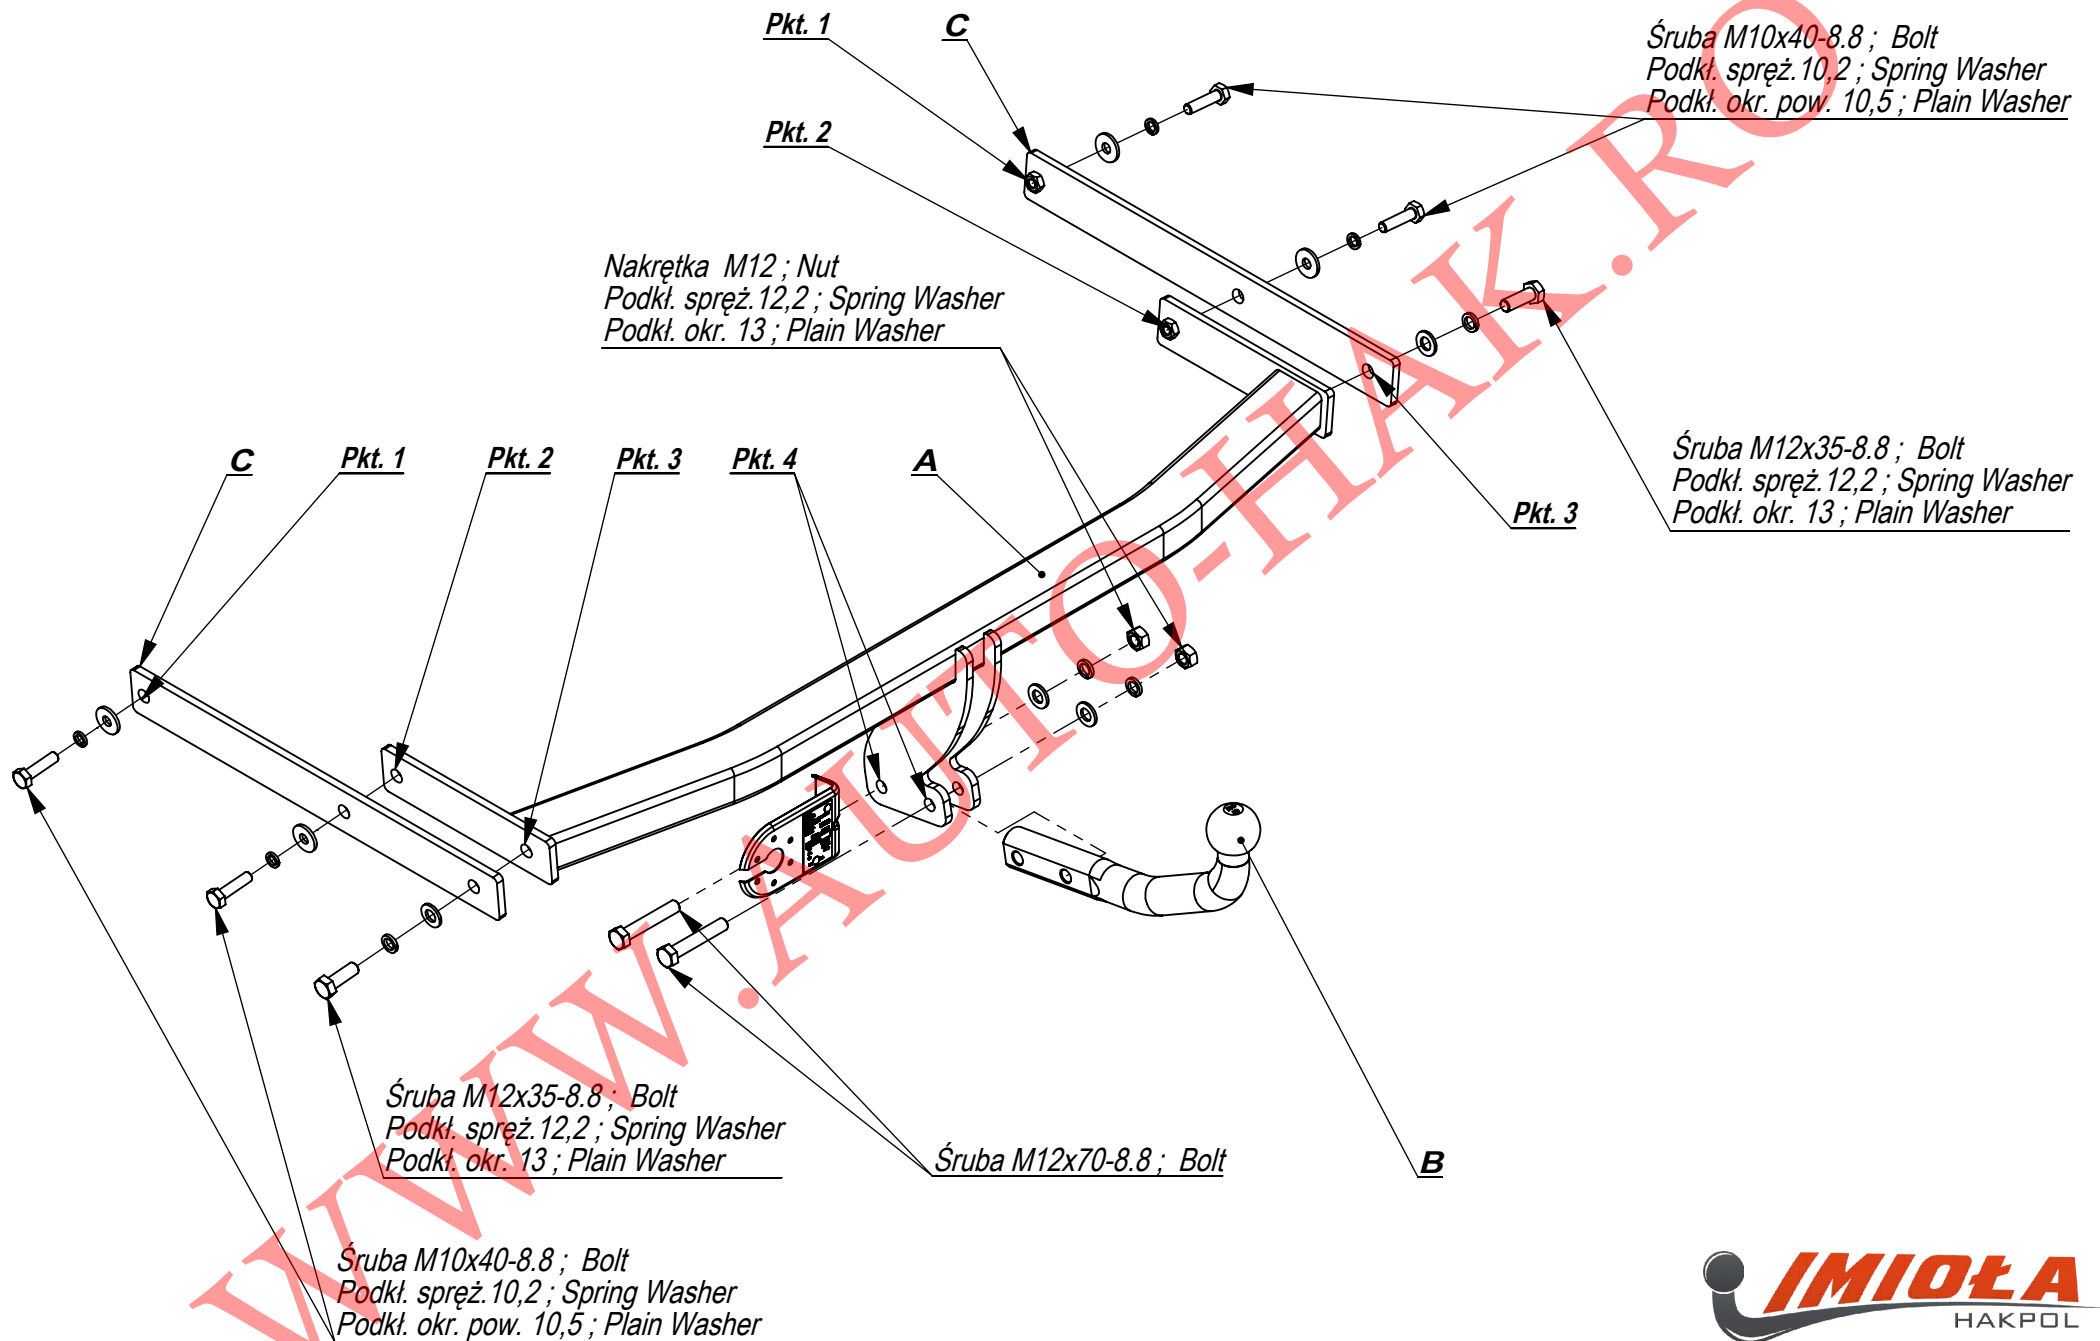 Pkt. 1
C
Śruba M10x40-8.8 ; Bolt
Podkł. spręż.10,2 ; Spring Washer
Podkł. okr. pow. 10,5 ; Plain Washer
Pkt. 2
Nakrętka M12 ; Nut
Podkł. spręż.12,2 ; Spring Washer
Podkł. okr. 13 ; Plain Washer
C
Pkt. 1
Pkt. 2
Pkt. 3
Pkt. 4
A
Śruba M12x35-8.8 ; Bolt
Podkł. spręż.12,2 ; Spring Washer
Podkł. okr. 13 ; Plain Washer
Pkt. 3
Śruba M12x35-8.8 ; Bolt
Podkł. spręż.12,2 ; Spring Washer
Podkł. okr. 13 ; Plain Washer
Śruba M12x70-8.8 ; Bolt
B
Śruba M10x40-8.8 ; Bolt
Podkł. spręż.10,2 ; Spring Washer
Podkł. okr. pow. 10,5 ; Plain Washer
WWW.AUTO-HAK.RO
IMIOŁA
HAKPOL